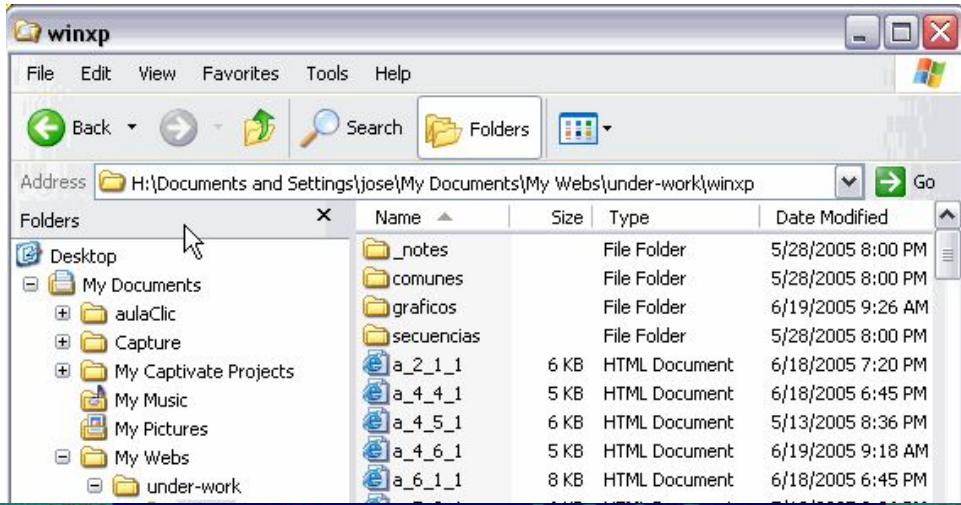 winxp
File Edit View Favorites Tools Help
Back Search Folders
Address H:\Documents and Settings\jose\My Documents\My Webs\under-work\winxp Go
Folders
Desktop
My Documents
aulaClic
Capture
My Captivate Projects
My Music
My Pictures
My Webs
under-work
Name Size Type Date Modified
_notes File Folder 5/28/2005 8:00 PM
comunes File Folder 5/28/2005 8:00 PM
graficos File Folder 6/19/2005 9:26 AM
secuencias File Folder 5/28/2005 8:00 PM
a_2_1_1 6 KB HTML Document 6/18/2005 7:20 PM
a_4_4_1 5 KB HTML Document 6/18/2005 6:45 PM
a_4_5_1 6 KB HTML Document 5/13/2005 8:36 PM
a_4_6_1 5 KB HTML Document 6/19/2005 9:18 AM
a_6_1_1 8 KB HTML Document 6/18/2005 6:45 PM